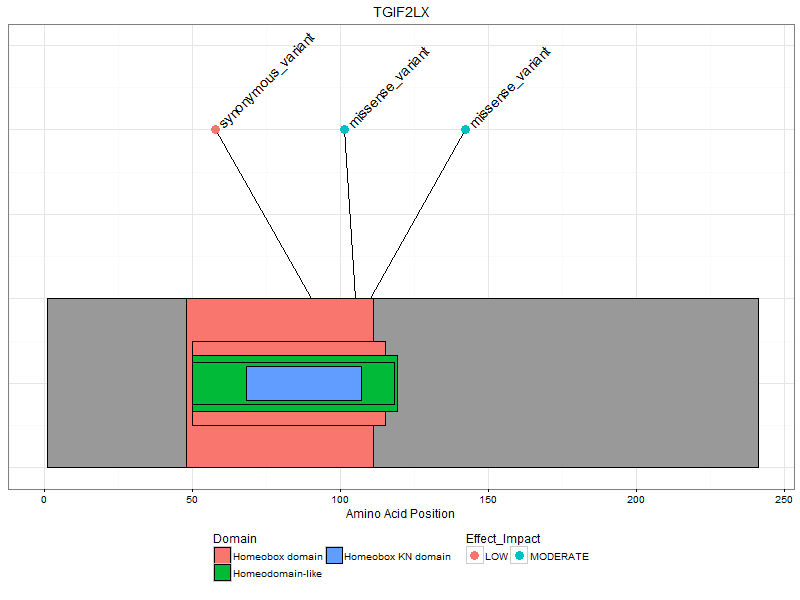 TGIF2LX
synonymous_variant
missense_variant
missense_variant
0 50 100 150 200 250
Amino Acid Position
Domain
Homeobox domain Homeobox KN domain
Homeodomain-like
Effect_Impact
LOW MODERATE